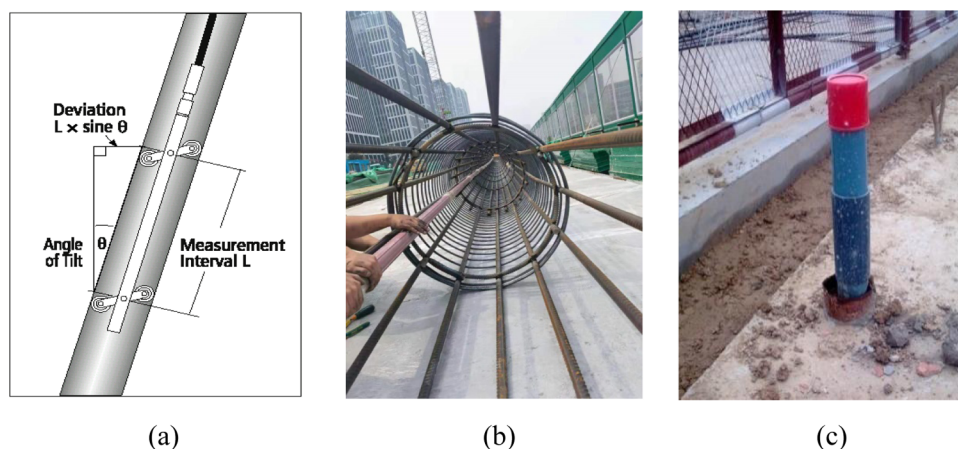 Deviation
L × sine θ
Angle
of Tilt
θ
Measurement
Interval L
(a)
(b)
(c)